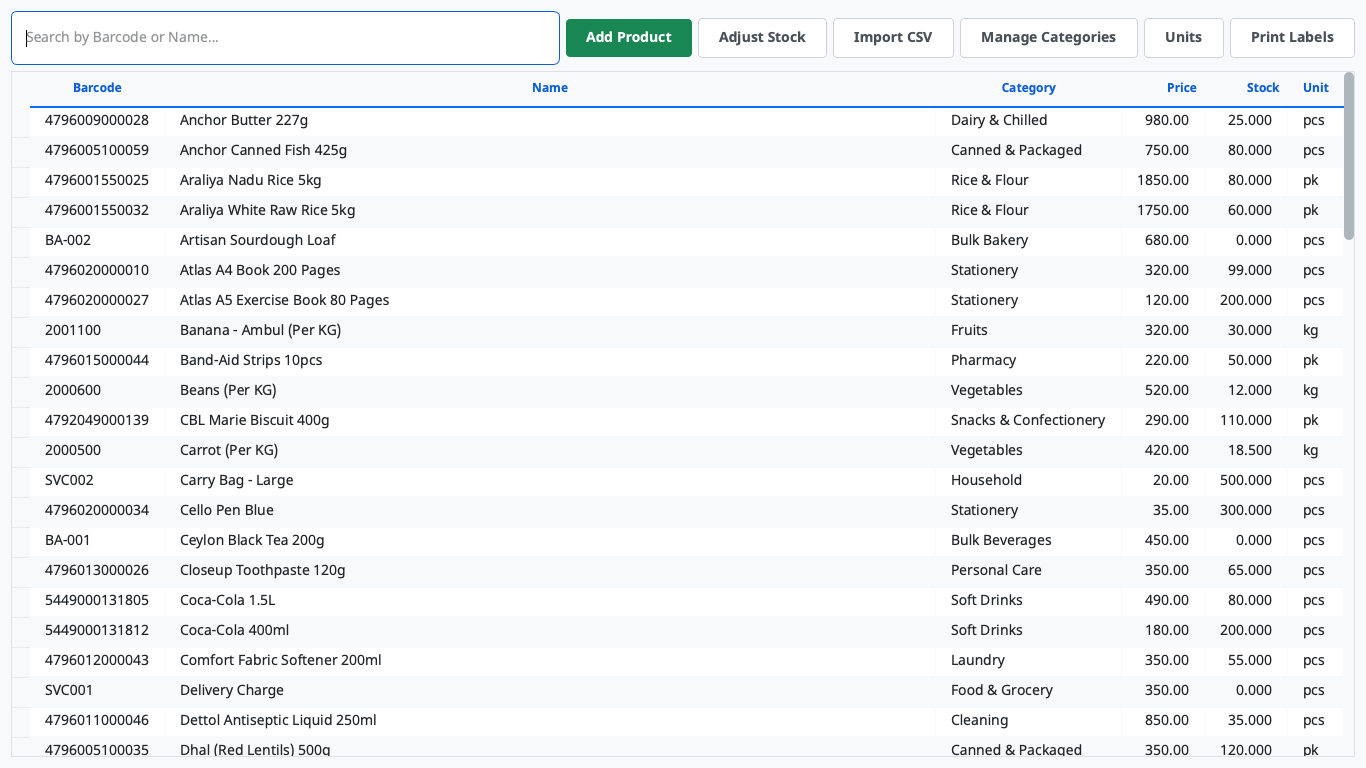 Search by Barcode or Name...
Add Product
Adjust Stock
Import CSV
Manage Categories
Units
Print Labels
Barcode Name Category Price Stock Unit
4796009000028 Anchor Butter 227g Dairy & Chilled 980.00 25.000 pcs
4796005100059 Anchor Canned Fish 425g Canned & Packaged 750.00 80.000 pcs
4796001550025 Araliya Nadu Rice 5kg Rice & Flour 1850.00 80.000 pk
4796001550032 Araliya White Raw Rice 5kg Rice & Flour 1750.00 60.000 pk
BA-002 Artisan Sourdough Loaf Bulk Bakery 680.00 0.000 pcs
4796020000010 Atlas A4 Book 200 Pages Stationery 320.00 99.000 pcs
4796020000027 Atlas A5 Exercise Book 80 Pages Stationery 120.00 200.000 pcs
2001100 Banana - Ambul (Per KG) Fruits 320.00 30.000 kg
4796015000044 Band-Aid Strips 10pcs Pharmacy 220.00 50.000 pk
2000600 Beans (Per KG) Vegetables 520.00 12.000 kg
4792049000139 CBL Marie Biscuit 400g Snacks & Confectionery 290.00 110.000 pk
2000500 Carrot (Per KG) Vegetables 420.00 18.500 kg
SVC002 Carry Bag - Large Household 20.00 500.000 pcs
4796020000034 Cello Pen Blue Stationery 35.00 300.000 pcs
BA-001 Ceylon Black Tea 200g Bulk Beverages 450.00 0.000 pcs
4796013000026 Closeup Toothpaste 120g Personal Care 350.00 65.000 pcs
5449000131805 Coca-Cola 1.5L Soft Drinks 490.00 80.000 pcs
5449000131812 Coca-Cola 400ml Soft Drinks 180.00 200.000 pcs
4796012000043 Comfort Fabric Softener 200ml Laundry 350.00 55.000 pcs
SVC001 Delivery Charge Food & Grocery 350.00 0.000 pcs
4796011000046 Dettol Antiseptic Liquid 250ml Cleaning 850.00 35.000 pcs
4796005100035 Dhal (Red Lentils) 500g Canned & Packaged 350.00 120.000 pk